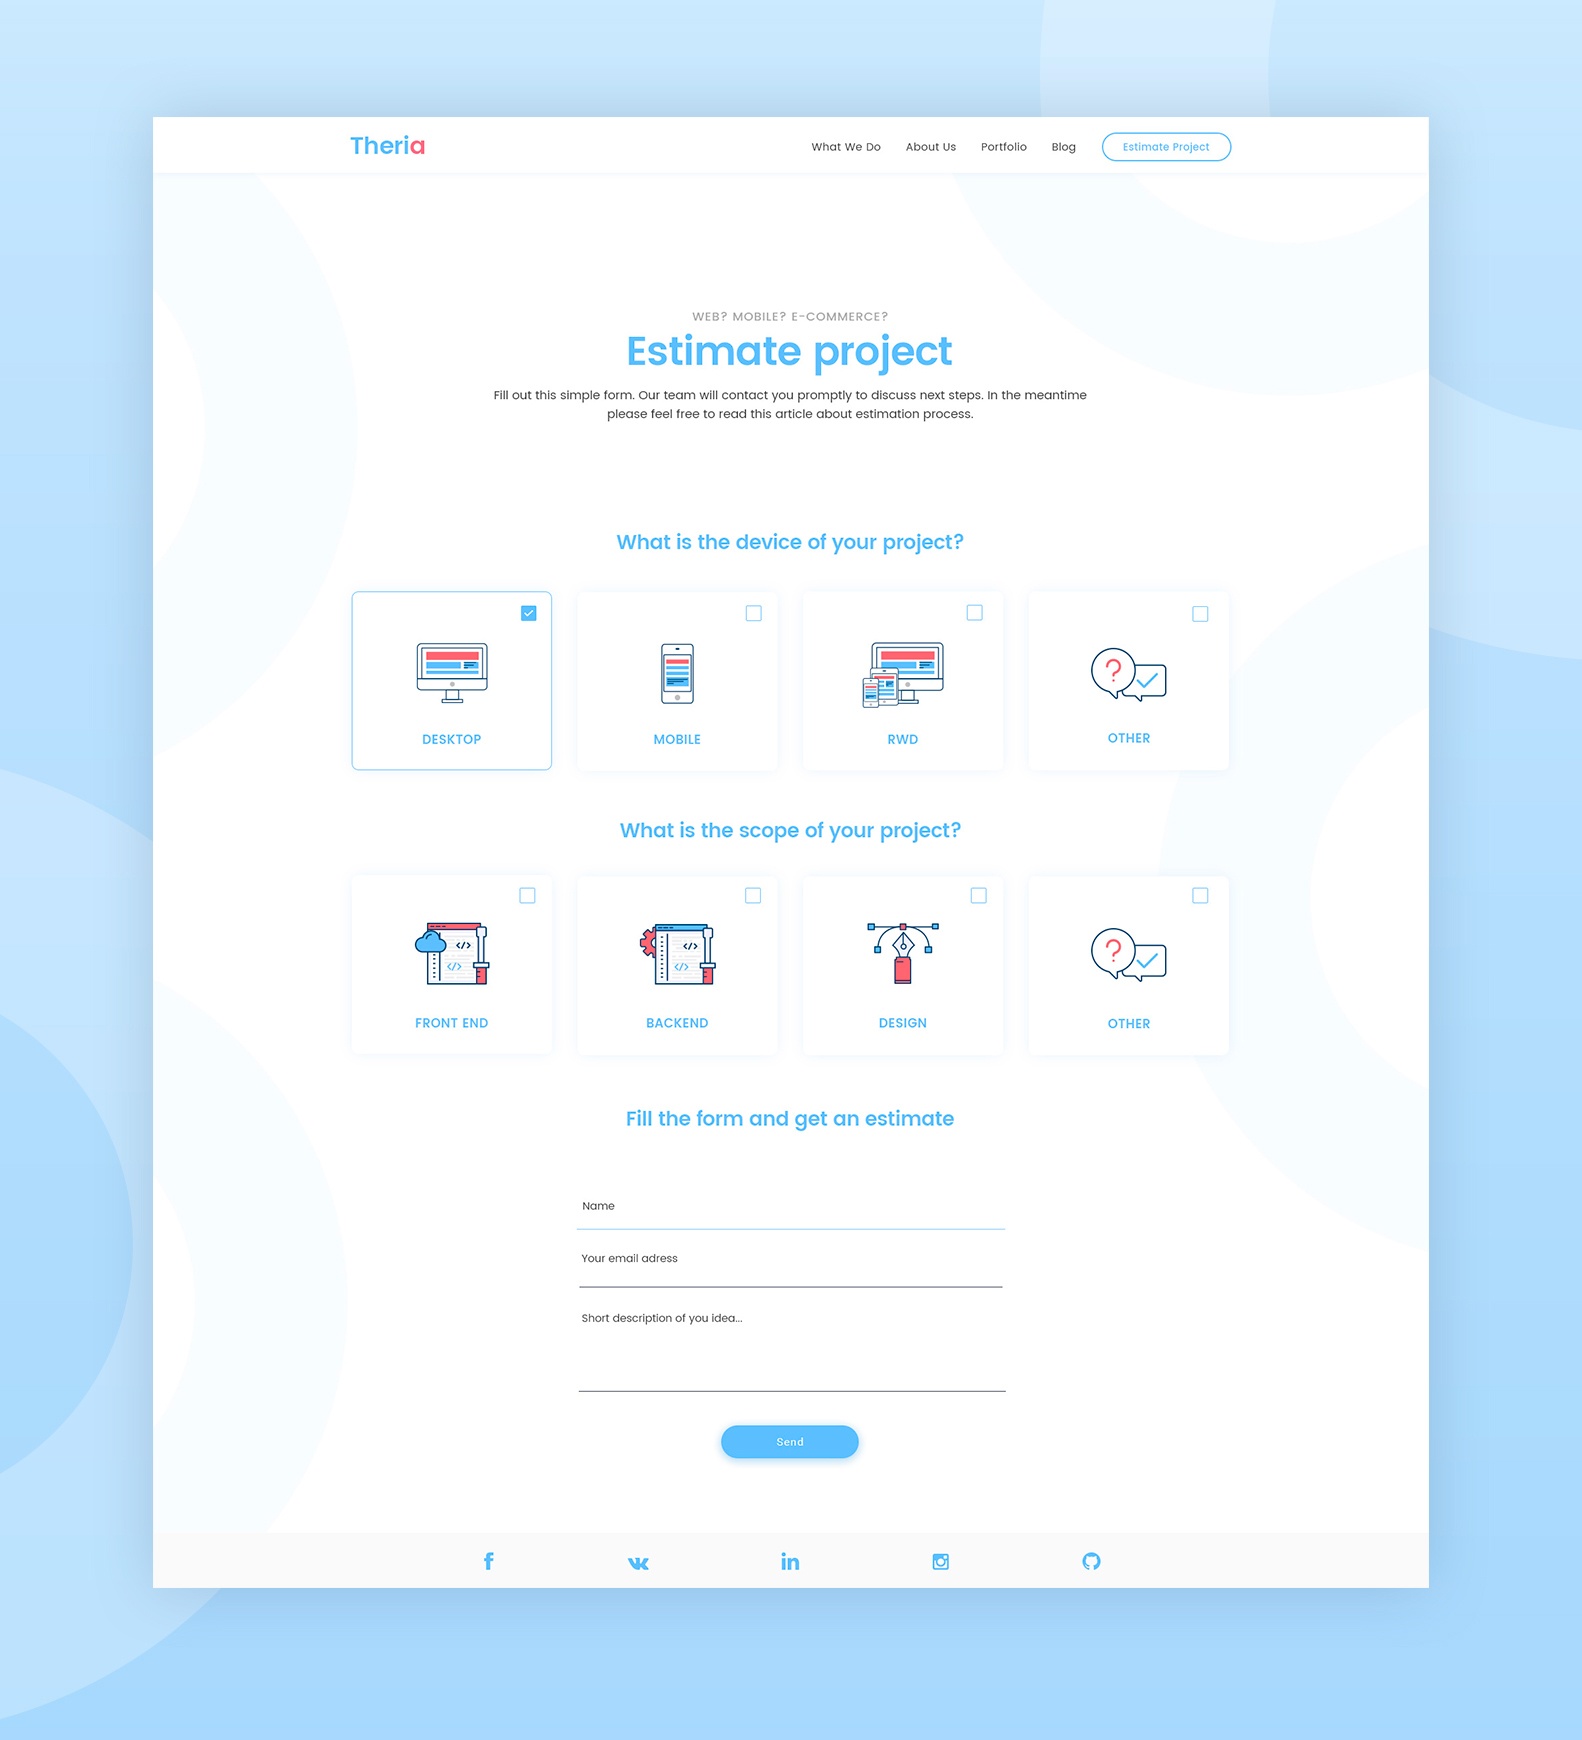 Theria
What We Do
About Us
Portfolio
Blog
Estimate Project
WEB? MOBILE? E-COMMERCE?
Estimate project
Fill out this simple form. Our team will contact you promptly to discuss next steps. In the meantime
please feel free to read this article about estimation process.
What is the device of your project?
DESKTOP
MOBILE
RWD
OTHER
What is the scope of your project?
FRONT END
BACKEND
DESIGN
OTHER
Fill the form and get an estimate
Name
Your email adress
Short description of you idea...
Send